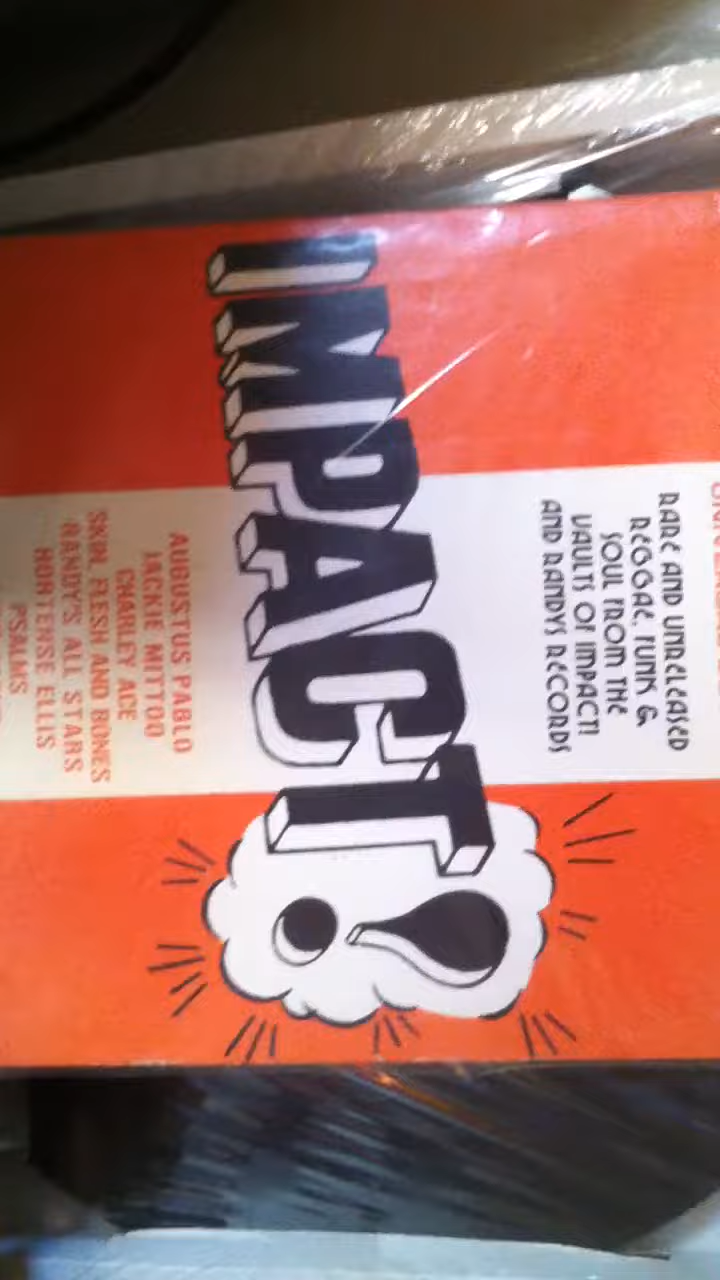 RARE AND UNRELEASED
REGGAE, FUNK &
SOUL FROM THE
VAULTS OF IMPACT!
AND RANDYS RECORDS
IMPACT!
AUGUSTUS PABLO
JACKIE MITTOO
CHARLEY ACE
SKIN, FLESH AND BONES
RANDY'S ALL STARS
HORTENSE ELLIS
PSALMS